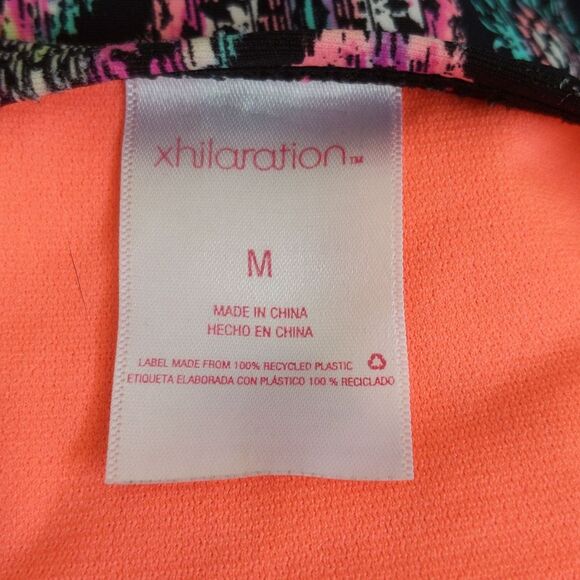 xhilaration™
M
MADE IN CHINA
HECHO EN CHINA
LABEL MADE FROM 100% RECYCLED PLASTIC
ETIQUETA ELABORADA CON PLÁSTICO 100 % RECICLADO